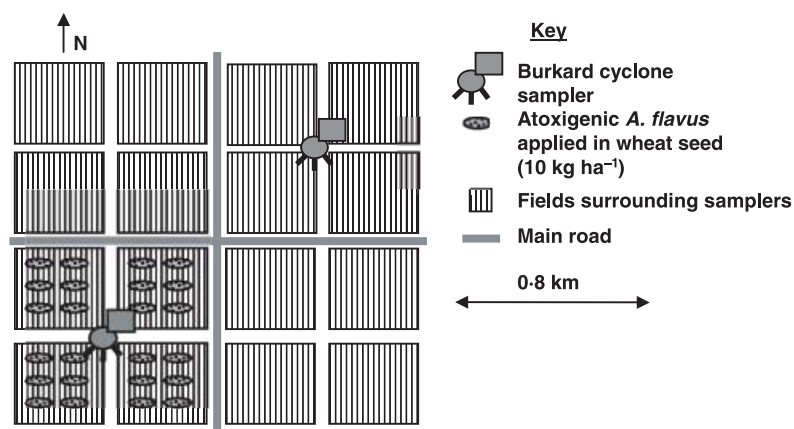 N
Key
Burkard cyclone
sampler
Atoxigenic A. flavus
applied in wheat seed
(10 kg ha⁻¹)
Fields surrounding samplers
Main road
0·8 km